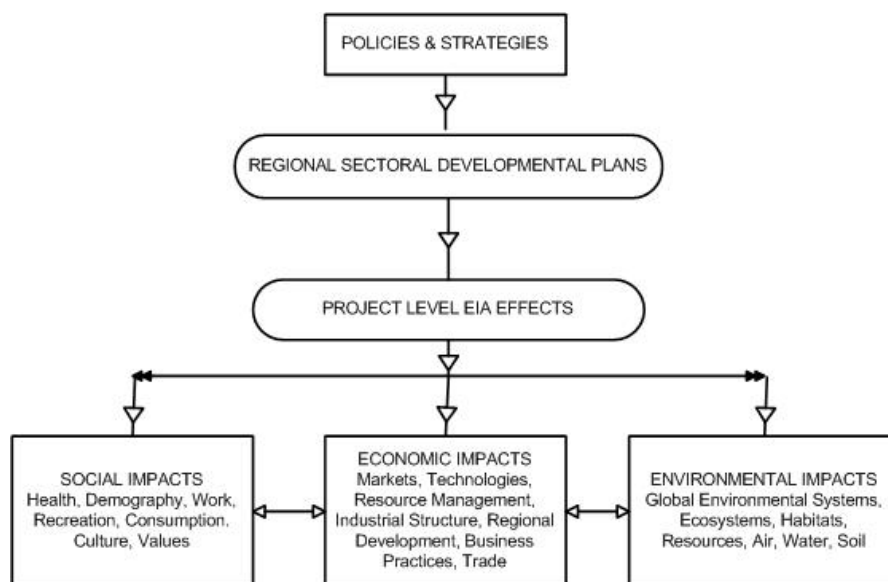 POLICIES & STRATEGIES
REGIONAL SECTORAL DEVELOPMENTAL PLANS
PROJECT LEVEL EIA EFFECTS
SOCIAL IMPACTS
Health, Demography, Work,
Recreation, Consumption.
Culture, Values
ECONOMIC IMPACTS
Markets, Technologies,
Resource Management,
Industrial Structure, Regional
Development, Business
Practices, Trade
ENVIRONMENTAL IMPACTS
Global Environmental Systems,
Ecosystems, Habitats,
Resources, Air, Water, Soil